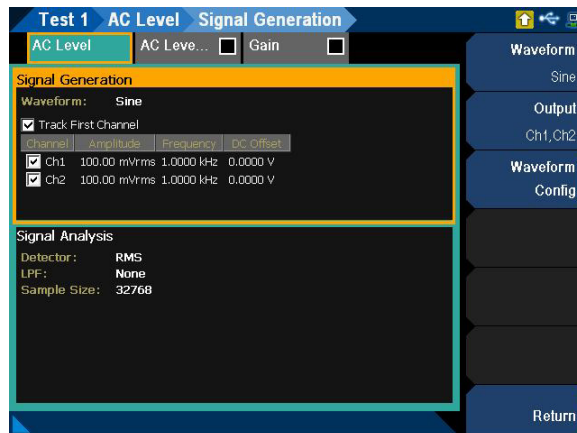 Test 1 AC Level Signal Generation
AC Level AC Leve... Gain
Signal Generation
Waveform: Sine
Track First Channel
Channel Amplitude Frequency DC Offset
Ch1 100.00 mVrms 1.0000 kHz 0.0000 V
Ch2 100.00 mVrms 1.0000 kHz 0.0000 V
Signal Analysis
Detector: RMS
LPF: None
Sample Size: 32768
Waveform
Sine
Output
Ch1,Ch2
Waveform
Config
Return